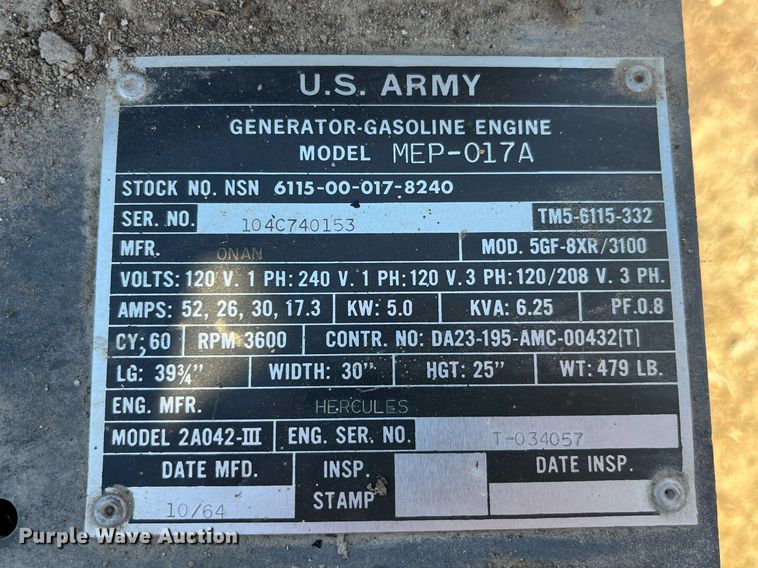 U.S. ARMY
GENERATOR-GASOLINE ENGINE
MODEL MEP-017A
STOCK NO. NSN 6115-00-017-8240
SER. NO. 104C740153 TM5-6115-332
MFR. ONAN MOD. 5GF-8XR/3100
VOLTS: 120 V. 1 PH: 240 V. 1 PH: 120 V. 3 PH: 120/208 V. 3 PH.
AMPS: 52, 26, 30, 17.3 KW: 5.0 KVA: 6.25 PF.0.8
CY; 60 RPM 3600 CONTR. NO: DA23-195-AMC-00432(T)
LG: 39¾" WIDTH: 30" HGT: 25" WT: 479 LB.
ENG. MFR. HERCULES
MODEL 2A042-III ENG. SER. NO. T-034057
DATE MFD. INSP. DATE INSP.
10/64 STAMP
Purple Wave Auction